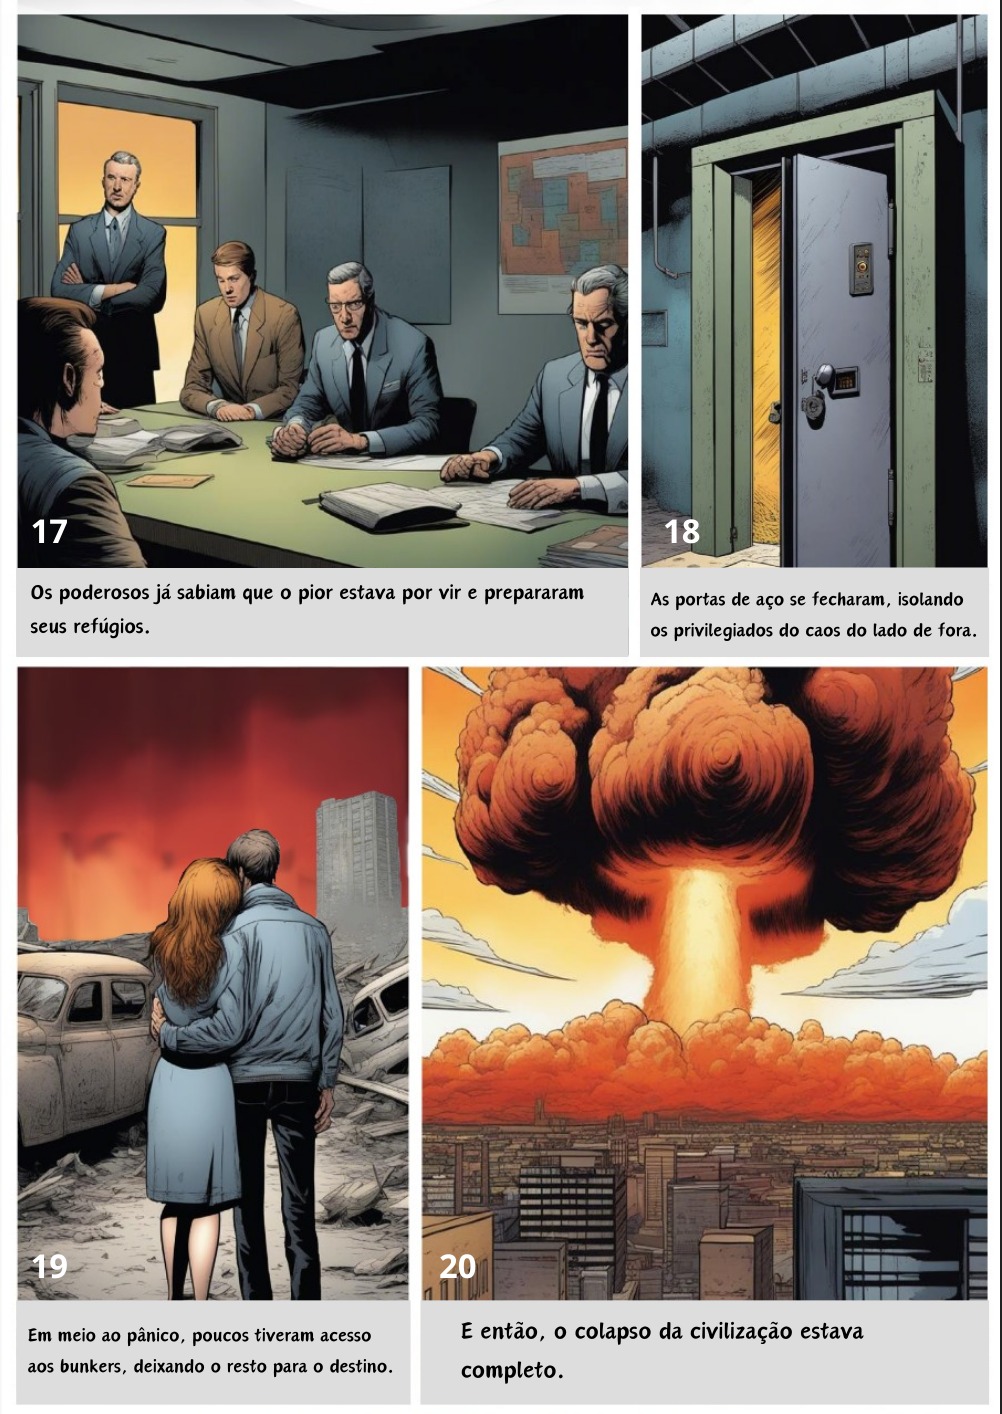 17
Os poderosos já sabiam que o pior estava por vir e prepararam
seus refúgios.
18
As portas de aço se fecharam, isolando
os privilegiados do caos do lado de fora.
19
Em meio ao pânico, poucos tiveram acesso
aos bunkers, deixando o resto para o destino.
20
E então, o colapso da civilização estava
completo.